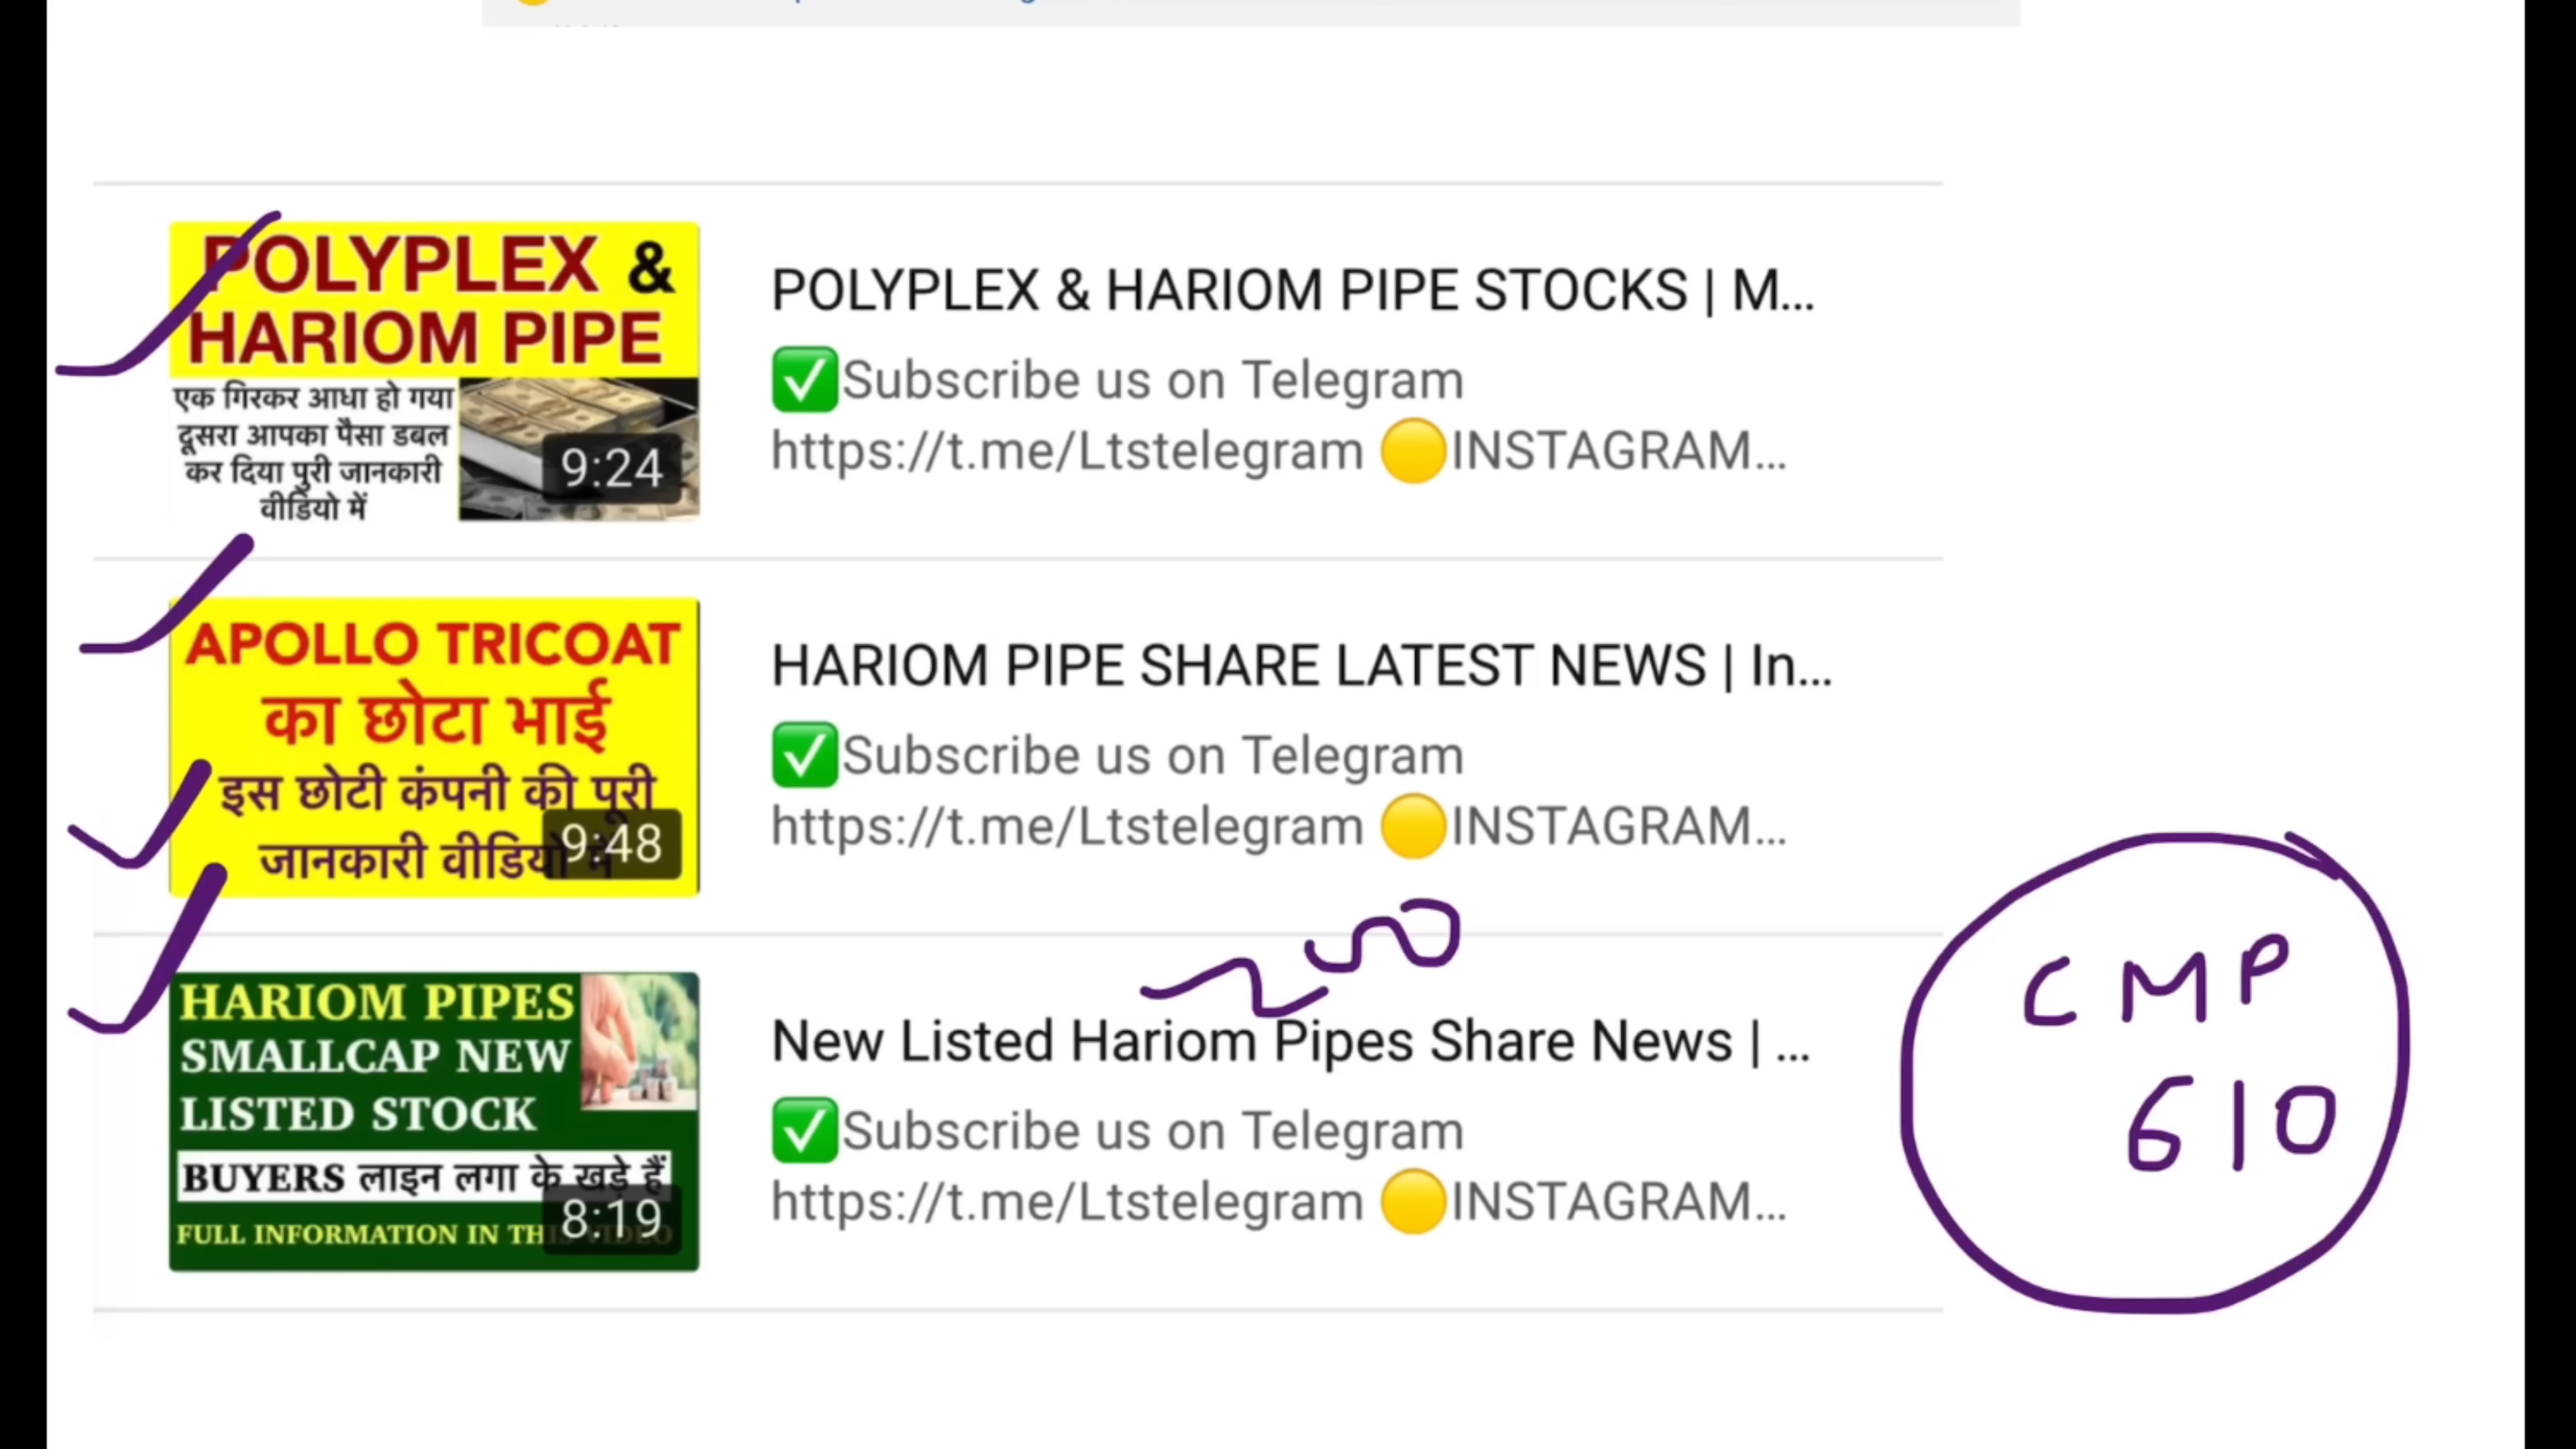 POLYPLEX &
HARIOM PIPE
एक गिरकर आधा हो गया
दूसरा आपका पैसा डबल
कर दिया पुरी जानकारी
वीडियो में
9:24
POLYPLEX & HARIOM PIPE STOCKS | M...
✅Subscribe us on Telegram
https://t.me/Ltstelegram 🟡INSTAGRAM...
APOLLO TRICOAT
का छोटा भाई
इस छोटी कंपनी की पूरी
जानकारी वीडियो में
9:48
HARIOM PIPE SHARE LATEST NEWS | In...
✅Subscribe us on Telegram
https://t.me/Ltstelegram 🟡INSTAGRAM...
HARIOM PIPES
SMALLCAP NEW
LISTED STOCK
BUYERS लाइन लगा के खड़े हैं
FULL INFORMATION IN THIS VIDEO
8:19
New Listed Hariom Pipes Share News | ...
✅Subscribe us on Telegram
https://t.me/Ltstelegram 🟡INSTAGRAM...
CMP
610